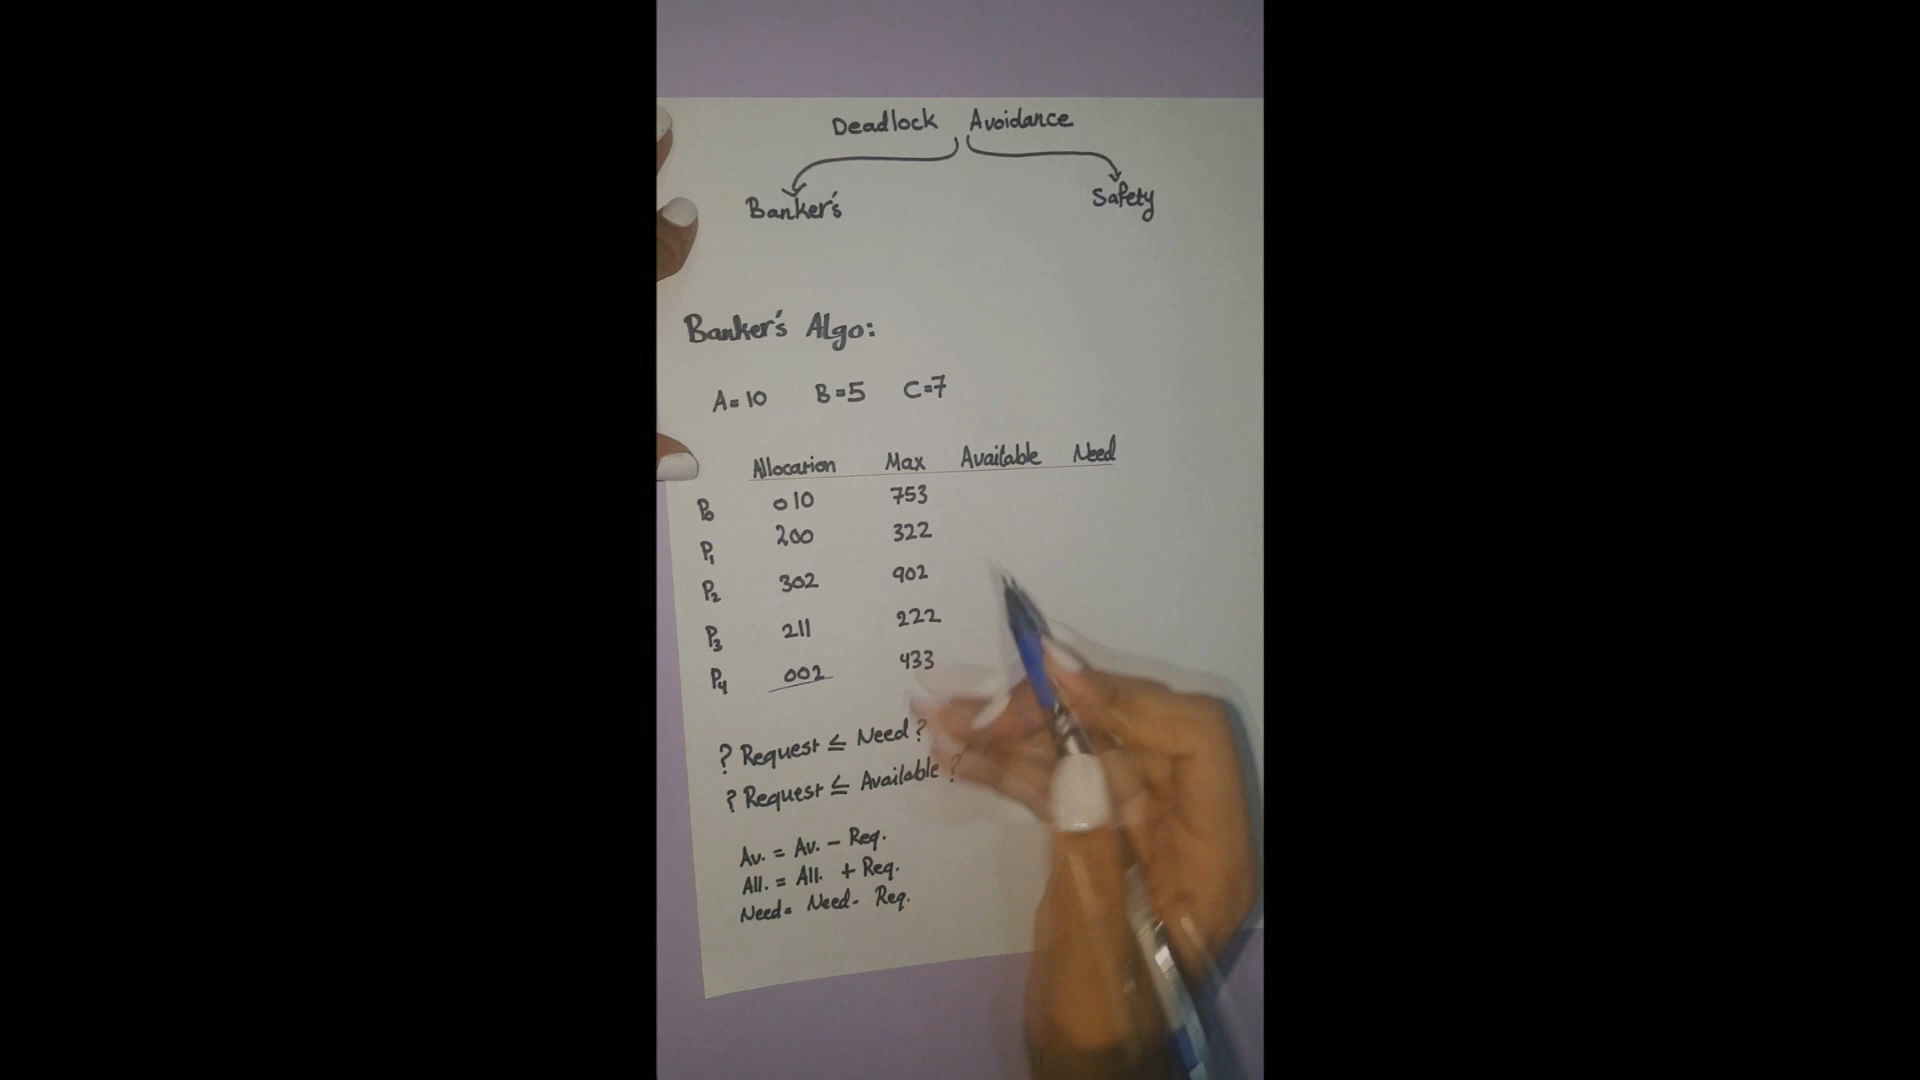 Deadlock Avoidance
Banker's Safety
Banker's Algo:
A=10 B=5 C=7
Allocation Max Available Need
P0 010 753
P1 200 322
P2 302 902
P3 211 222
P4 002 433
? Request ≤ Need ?
? Request ≤ Available ?
Av. = Av. - Req.
All. = All. + Req.
Need= Need- Req.